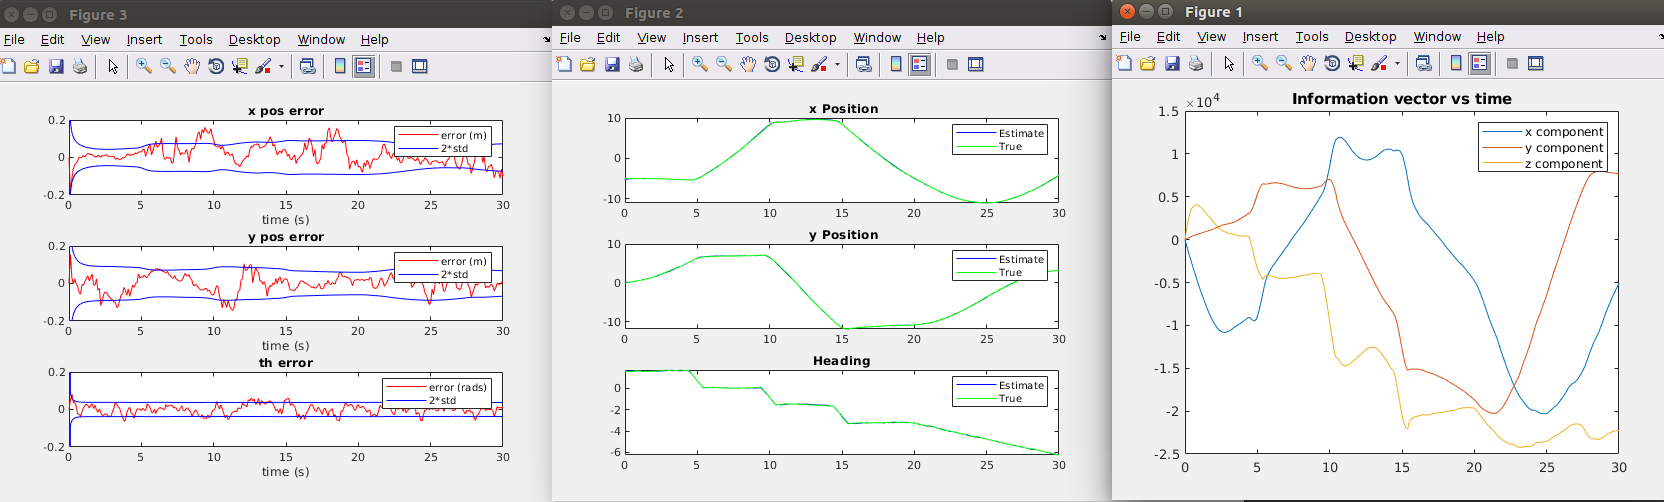 Figure 3
File Edit View Insert Tools Desktop Window Help
x pos error
0.2
0
-0.2
error (m)
2*std
0 5 10 15 20 25 30
time (s)
y pos error
0.2
0
-0.2
error (m)
2*std
0 5 10 15 20 25 30
time (s)
th error
0.2
0
-0.2
error (rads)
2*std
0 5 10 15 20 25 30
time (s)
Figure 2
File Edit View Insert Tools Desktop Window Help
x Position
10
0
-10
Estimate
True
0 5 10 15 20 25 30
y Position
10
0
-10
Estimate
True
0 5 10 15 20 25 30
Heading
0
-2
-4
-6
Estimate
True
0 5 10 15 20 25 30
Figure 1
File Edit View Insert Tools Desktop Window Help
×10⁴
Information vector vs time
1.5
1
0.5
0
-0.5
-1
-1.5
-2
-2.5
x component
y component
z component
0 5 10 15 20 25 30